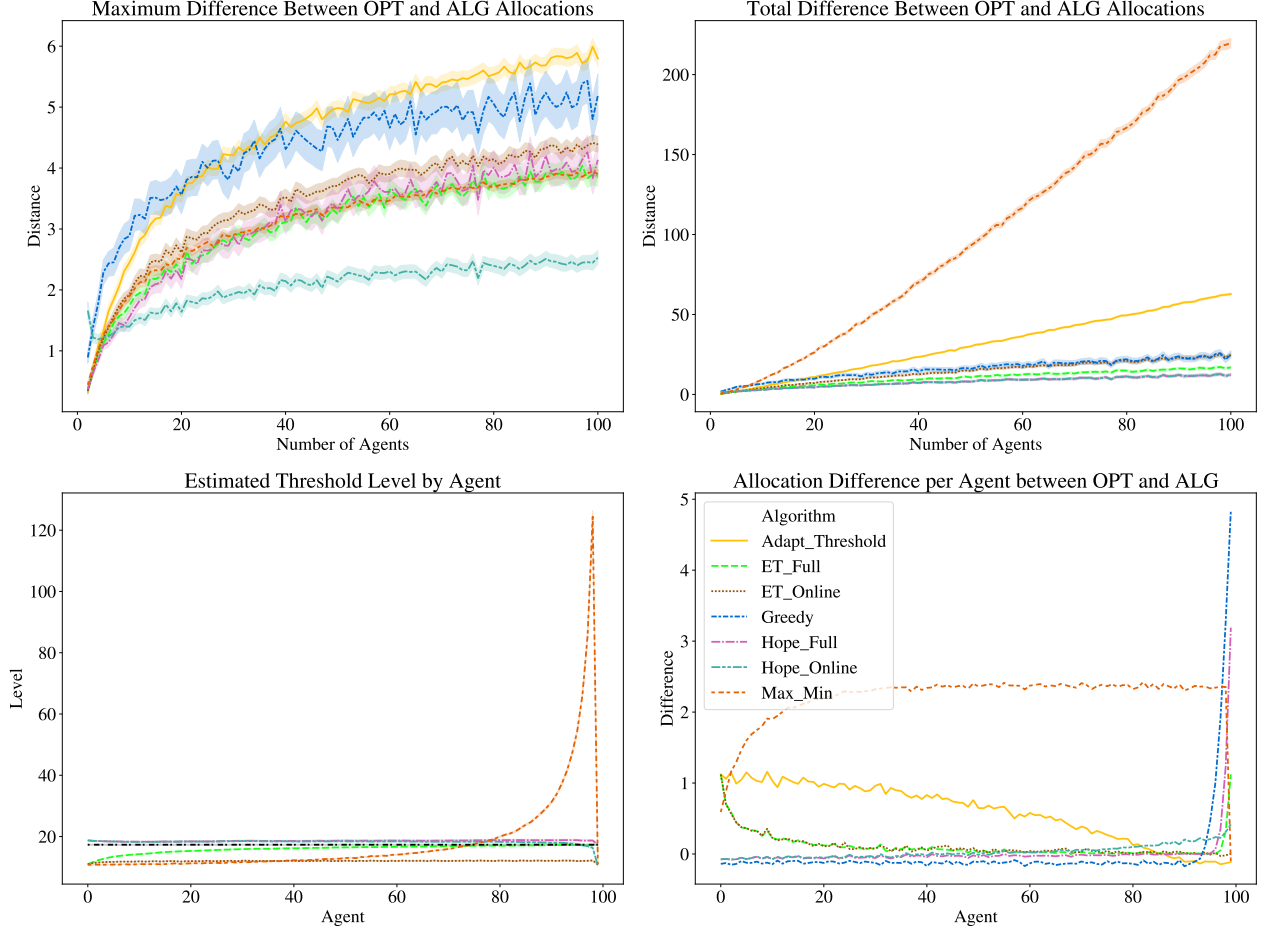 Maximum Difference Between OPT and ALG Allocations
6
5
4
3
2
1
Distance
0 20 40 60 80 100
Number of Agents
Total Difference Between OPT and ALG Allocations
200
150
100
50
0
Distance
0 20 40 60 80 100
Number of Agents
Estimated Threshold Level by Agent
120
100
80
60
40
20
Level
0 20 40 60 80 100
Agent
Allocation Difference per Agent between OPT and ALG
5
4
3
2
1
0
Difference
Algorithm
Adapt_Threshold
ET_Full
ET_Online
Greedy
Hope_Full
Hope_Online
Max_Min
0 20 40 60 80 100
Agent